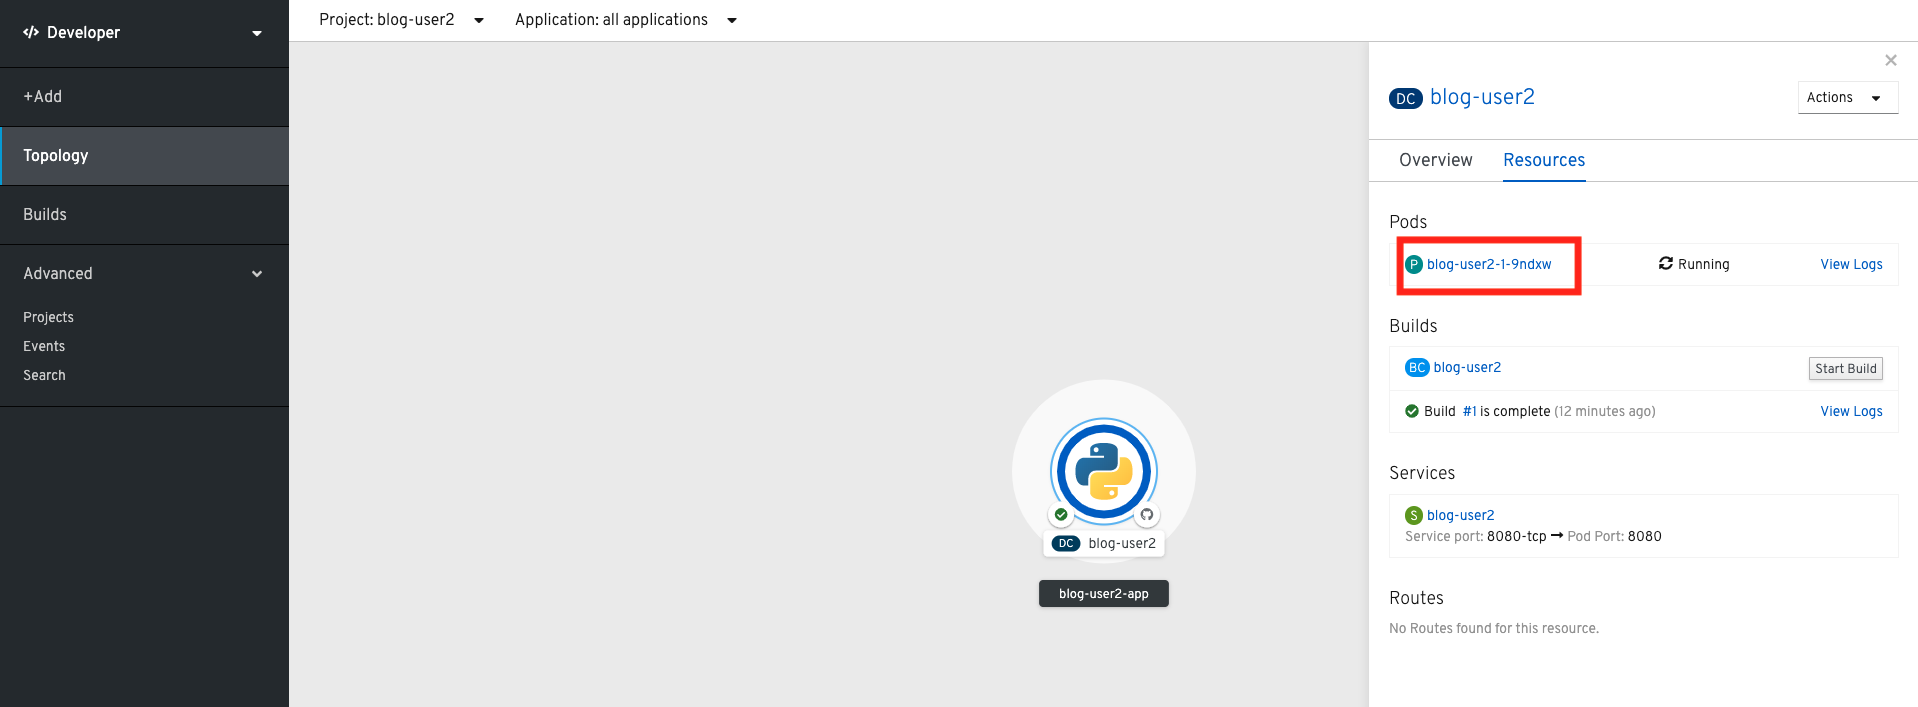 Developer
Project: blog-user2
Application: all applications
+Add
Topology
Builds
Advanced
Projects
Events
Search
DC blog-user2
blog-user2-app
DC blog-user2
Actions
Overview
Resources
Pods
P blog-user2-1-9ndxw
Running
View Logs
Builds
BC blog-user2
Start Build
Build #1 is complete (12 minutes ago)
View Logs
Services
S blog-user2
Service port: 8080-tcp → Pod Port: 8080
Routes
No Routes found for this resource.